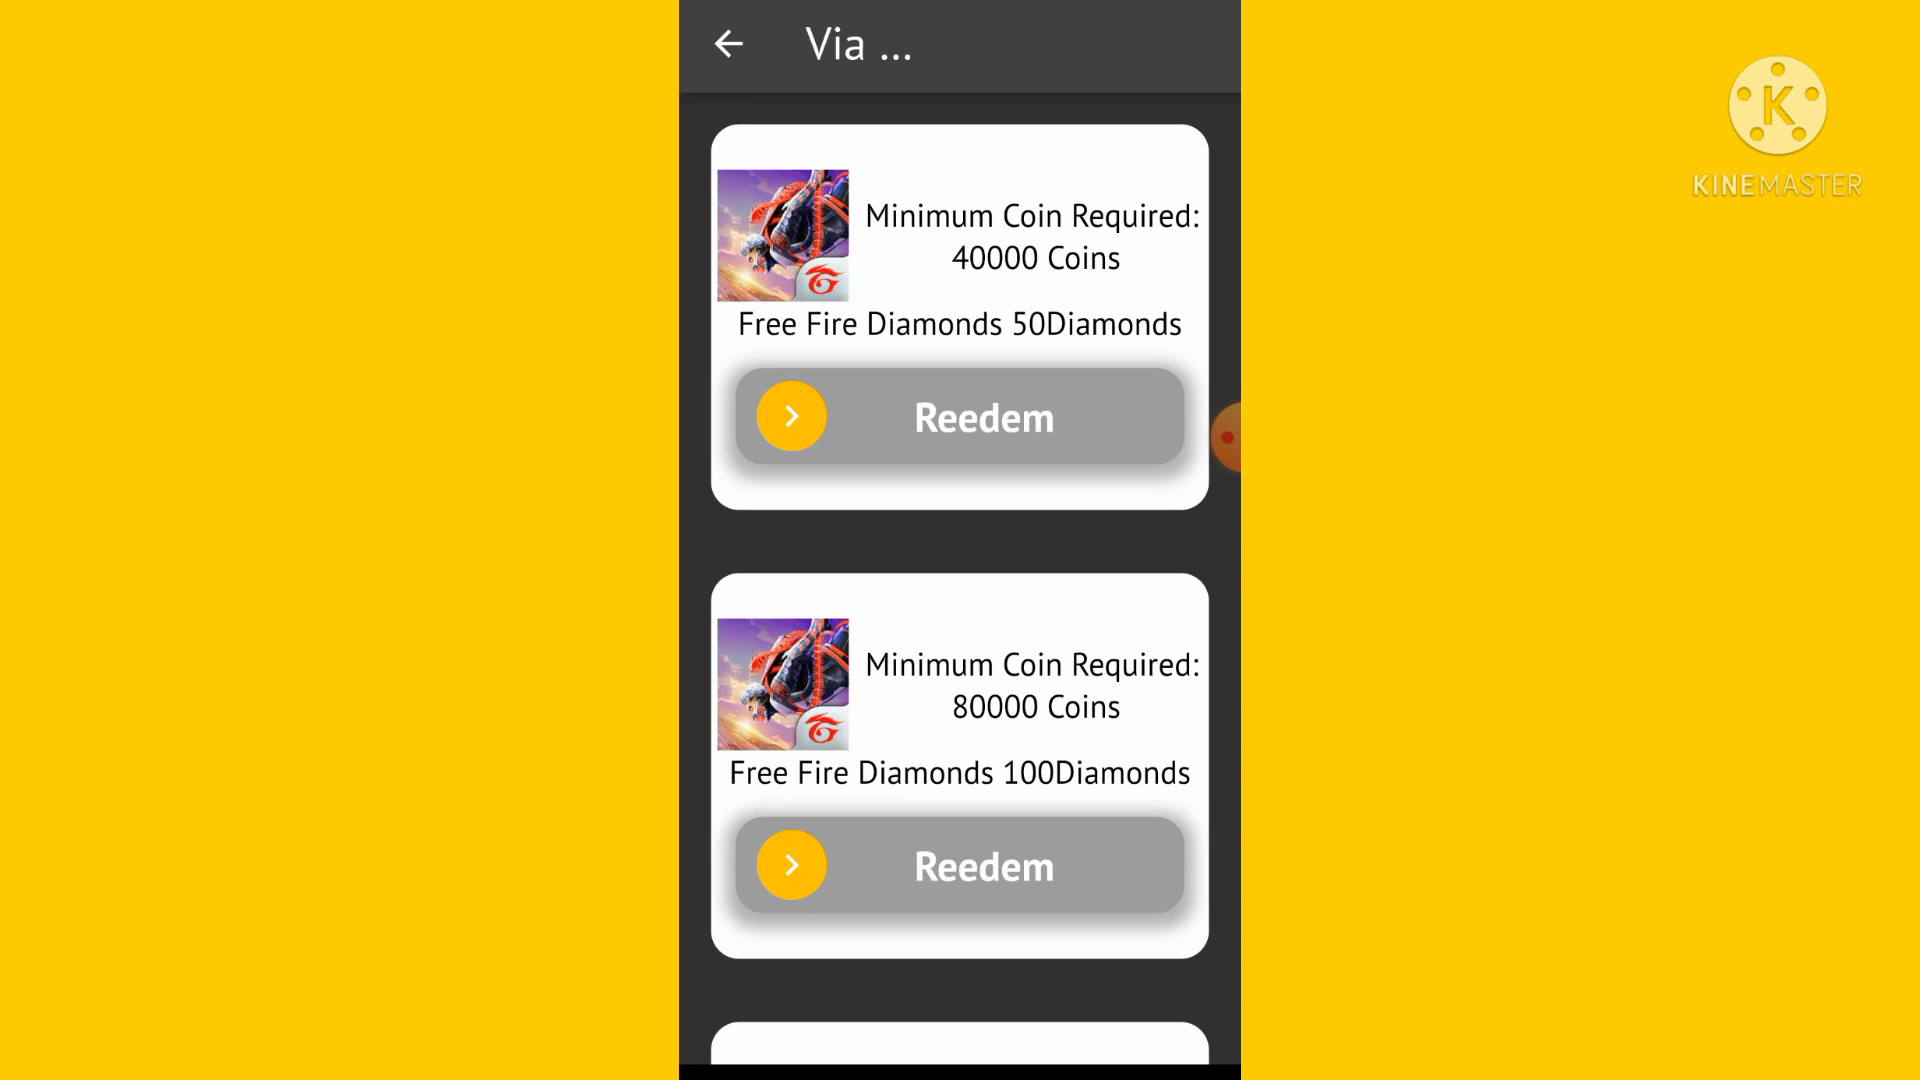 Via ...
KINEMASTER
Minimum Coin Required:
40000 Coins
Free Fire Diamonds 50Diamonds
Reedem
Minimum Coin Required:
80000 Coins
Free Fire Diamonds 100Diamonds
Reedem